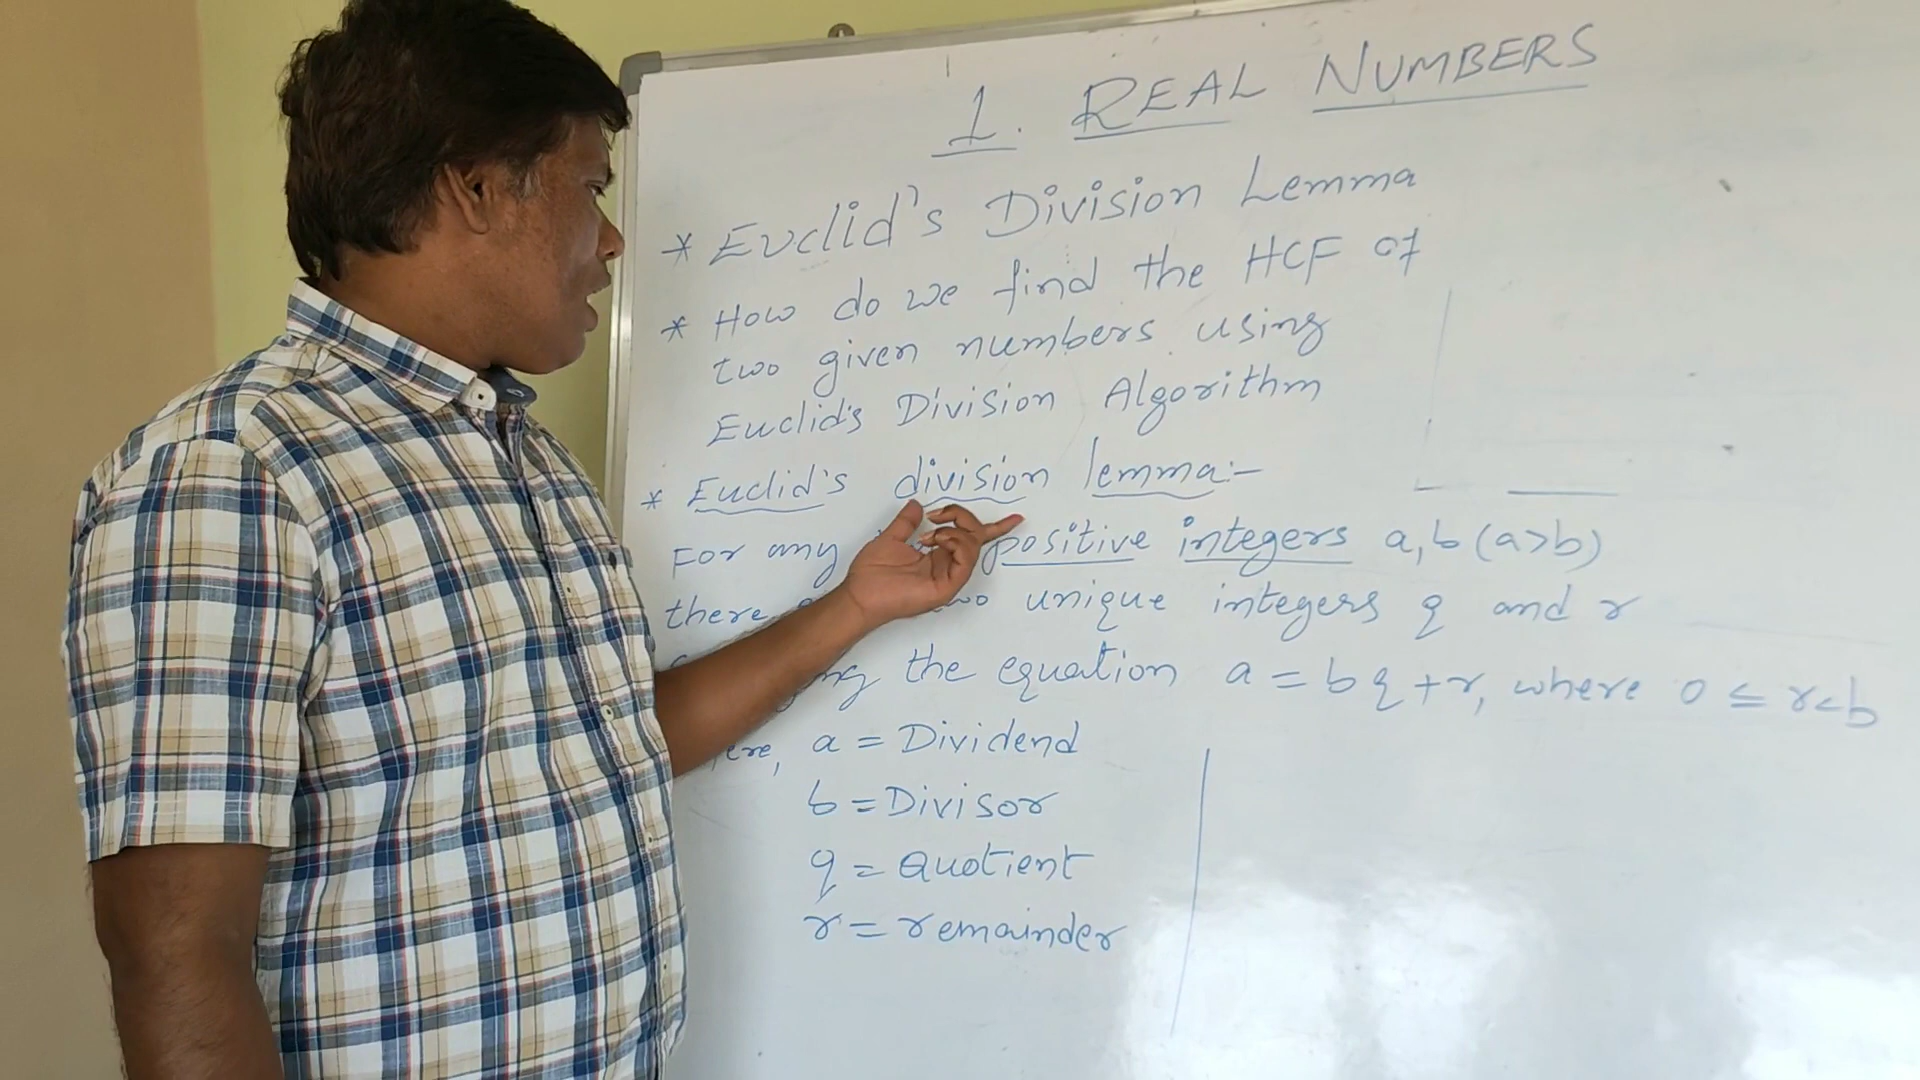 1. REAL NUMBERS
* Euclid's Division Lemma
* How do we find the HCF of
two given numbers using
Euclid's Division Algorithm
* Euclid's division lemma:-
For any positive integers a,b (a>b)
there unique integers q and r
the equation a = bq+r, where 0 ≤ r<b
a = Dividend
b = Divisor
q = Quotient
r = remainder